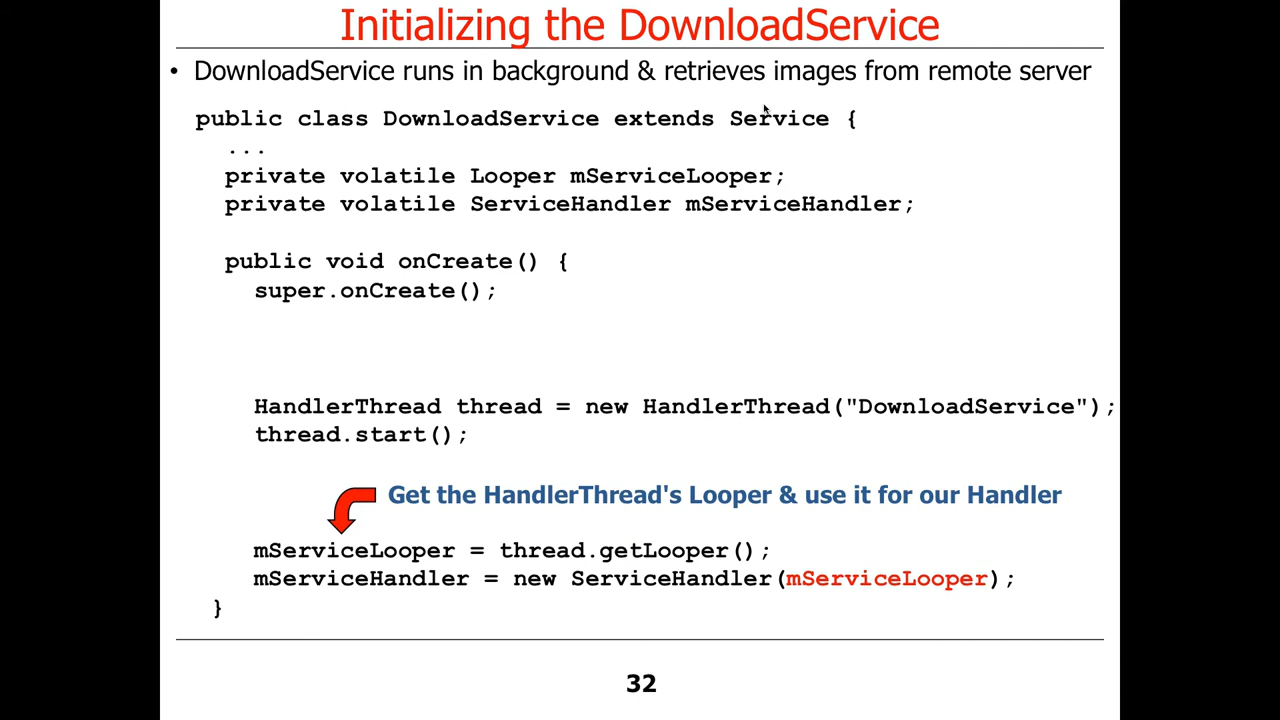 Initializing the DownloadService
• DownloadService runs in background & retrieves images from remote server
public class DownloadService extends Service {
...
private volatile Looper mServiceLooper;
private volatile ServiceHandler mServiceHandler;
public void onCreate() {
super.onCreate();
HandlerThread thread = new HandlerThread("DownloadService");
thread.start();
Get the HandlerThread's Looper & use it for our Handler
mServiceLooper = thread.getLooper();
mServiceHandler = new ServiceHandler(mServiceLooper);
}
32